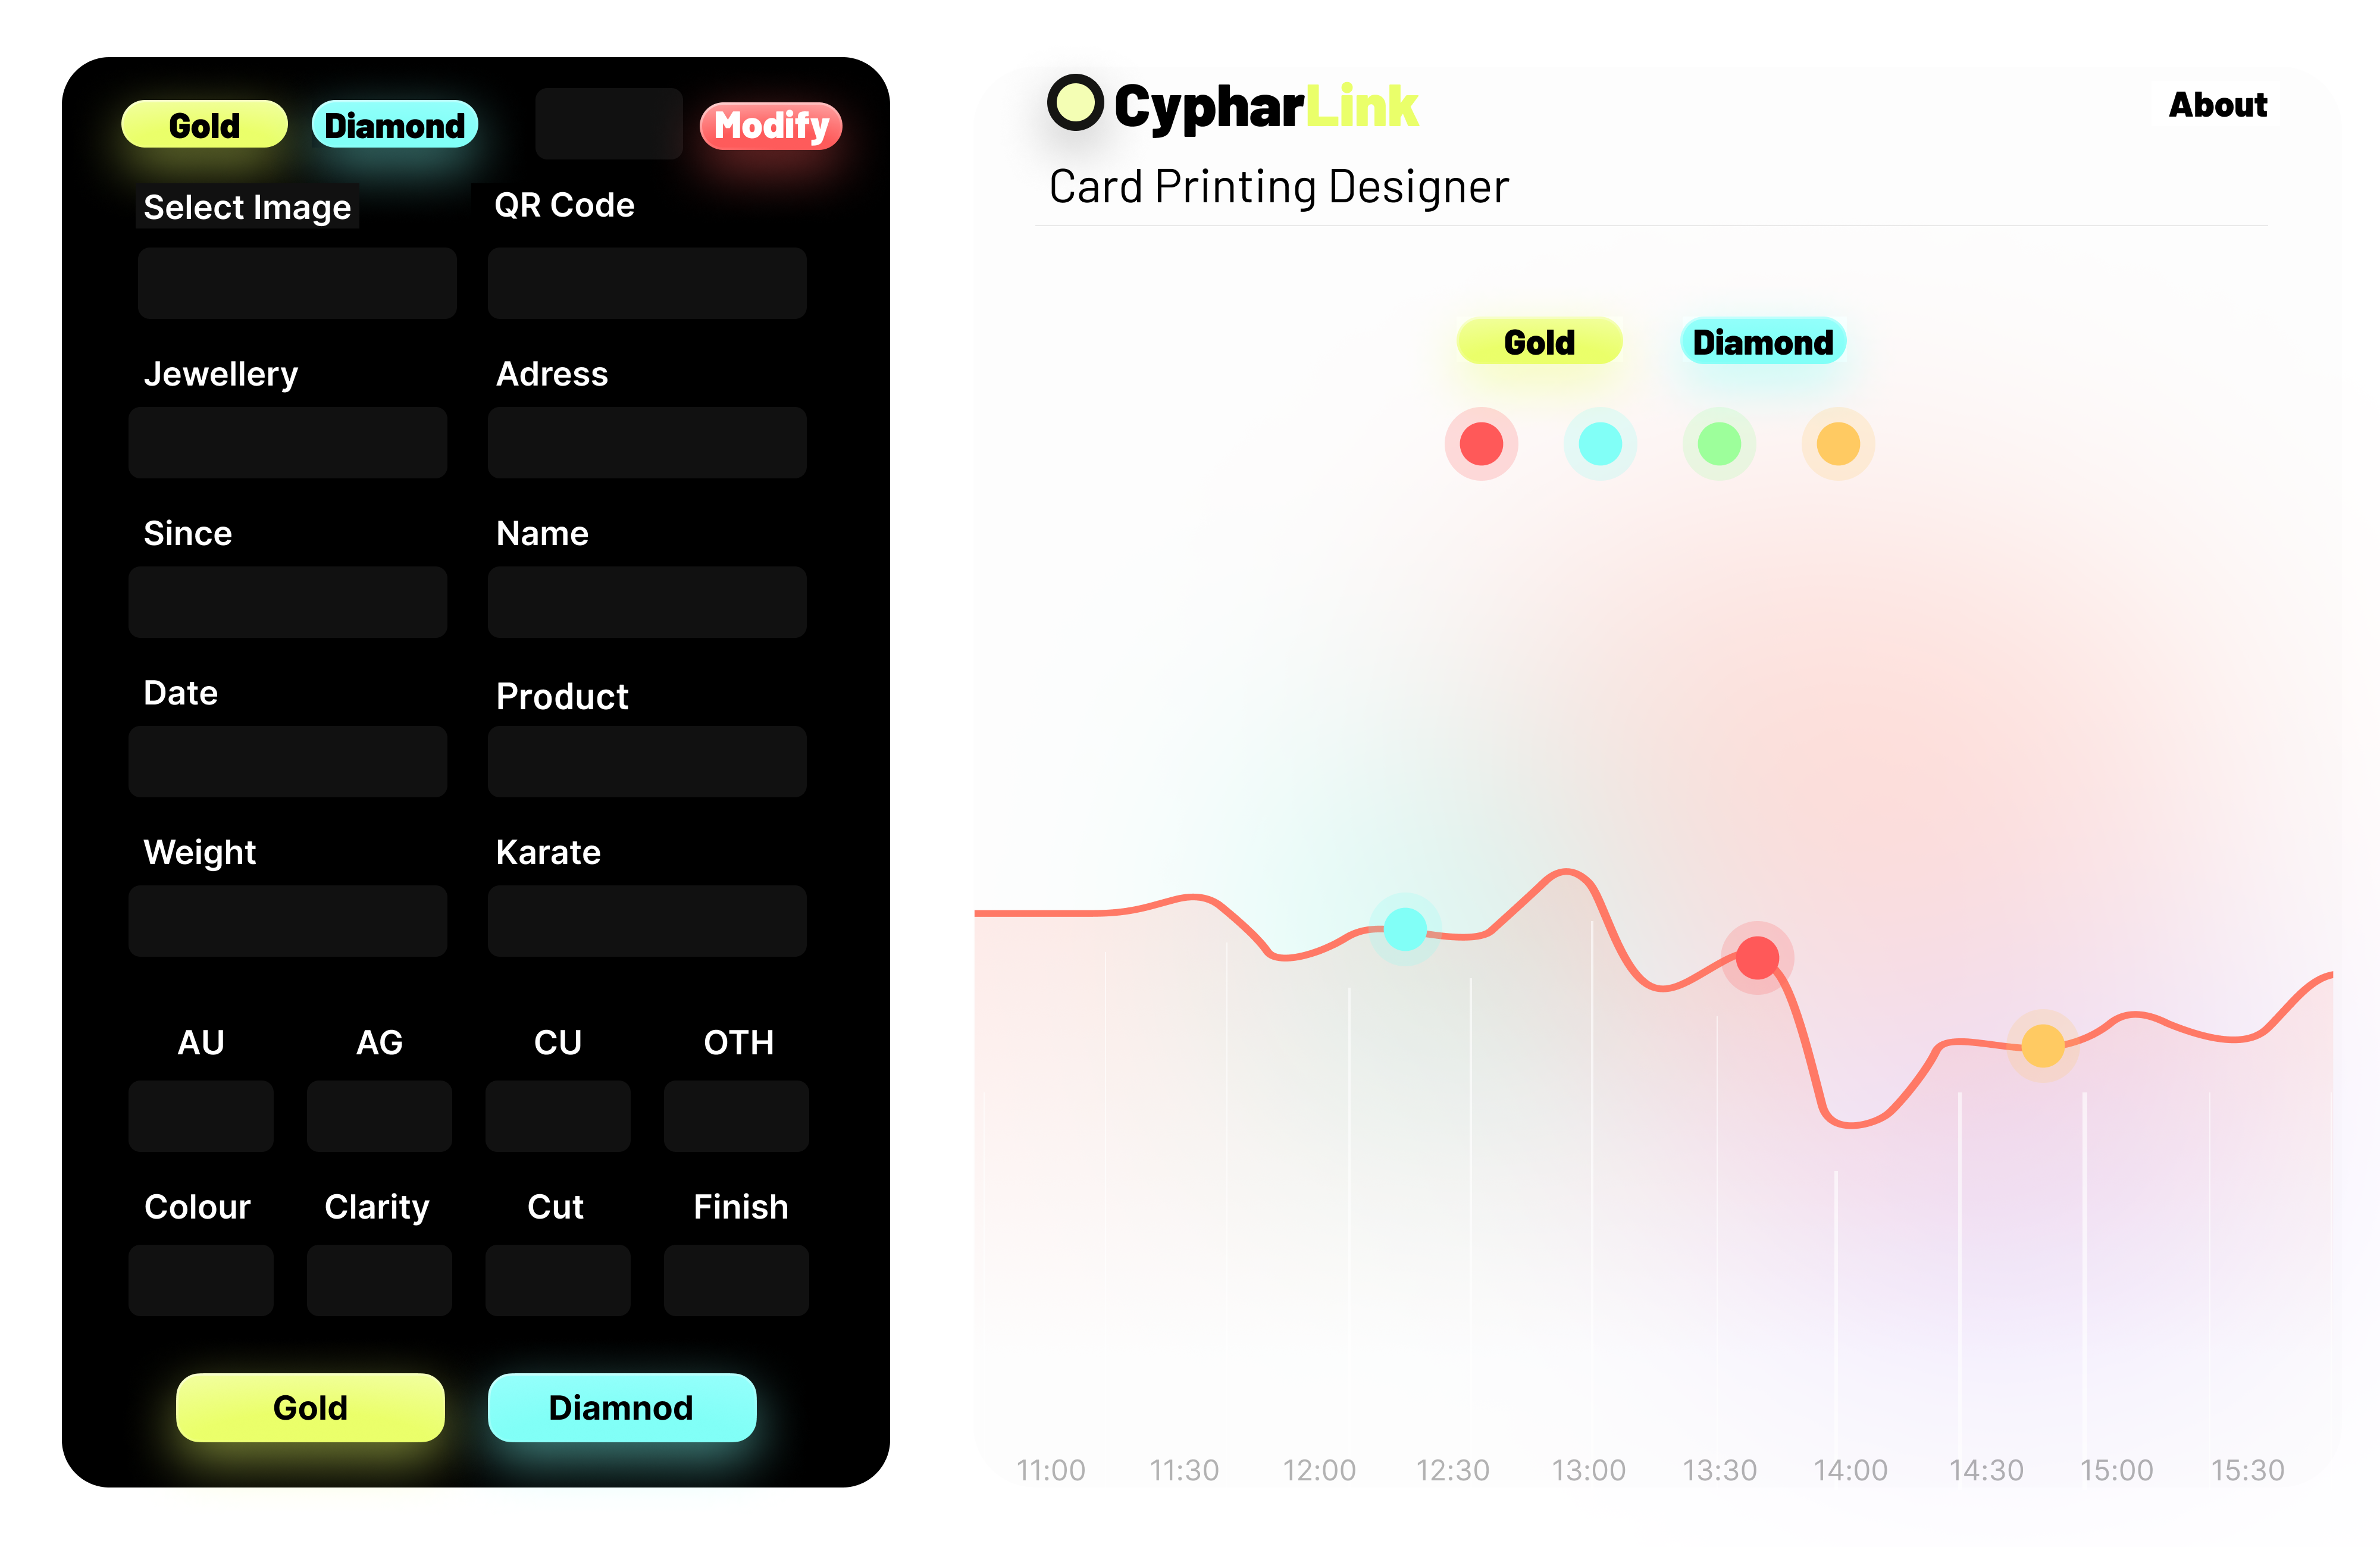 Gold Diamond Modify
Select Image QR Code
Jewellery Adress
Since Name
Date Product
Weight Karate
AU AG CU OTH
Colour Clarity Cut Finish
Gold Diamnod
CypharLink About
Card Printing Designer
Gold Diamond
11:00 11:30 12:00 12:30 13:00 13:30 14:00 14:30 15:00 15:30